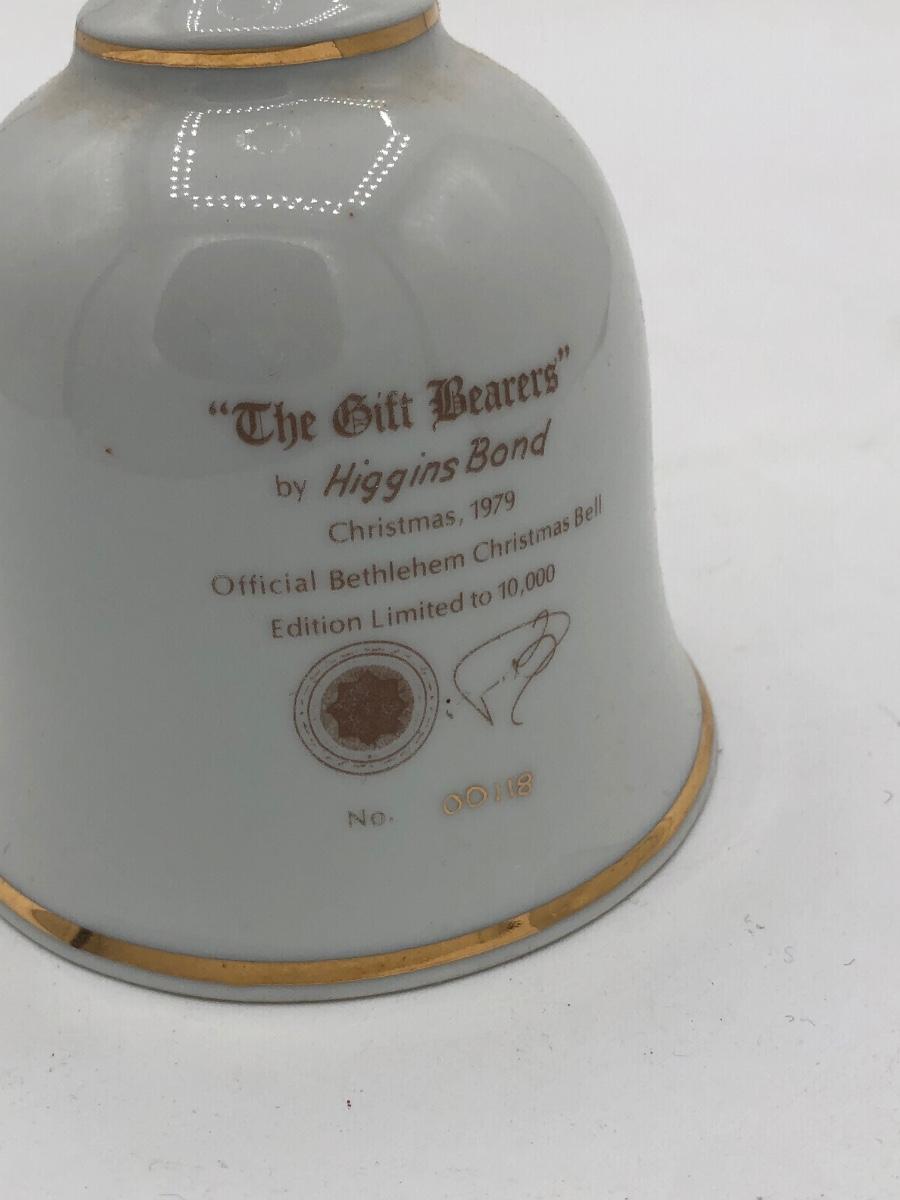 "The Gift Bearers"
by Higgins Bond
Christmas, 1979
Official Bethlehem Christmas Bell
Edition Limited to 10,000
No. 00118